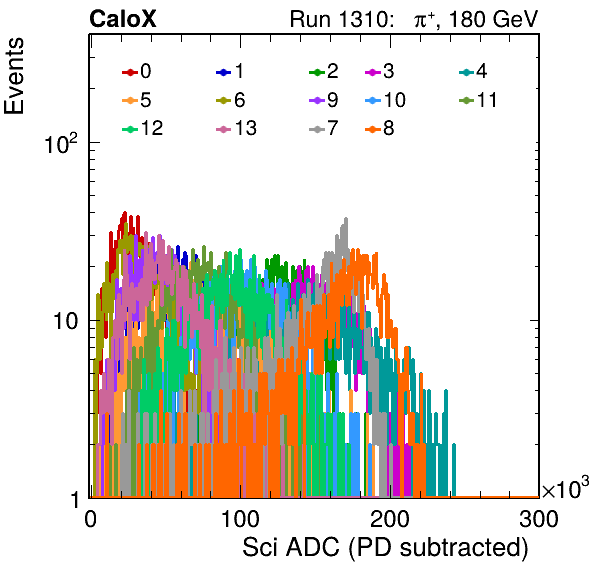 CaloX Run 1310: π⁺, 180 GeV
Events
0 1 2 3 4
5 6 9 10 11
12 13 7 8
10²
10
1
0 100 200 300
×10³
Sci ADC (PD subtracted)